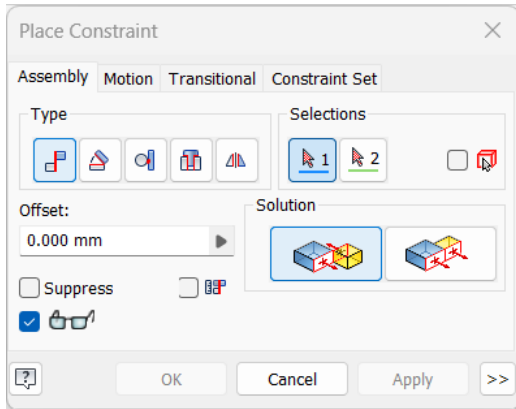 Place Constraint
Assembly Motion Transitional Constraint Set
Type
Selections
1 2
Offset:
Solution
0.000 mm
Suppress
OK Cancel Apply >>